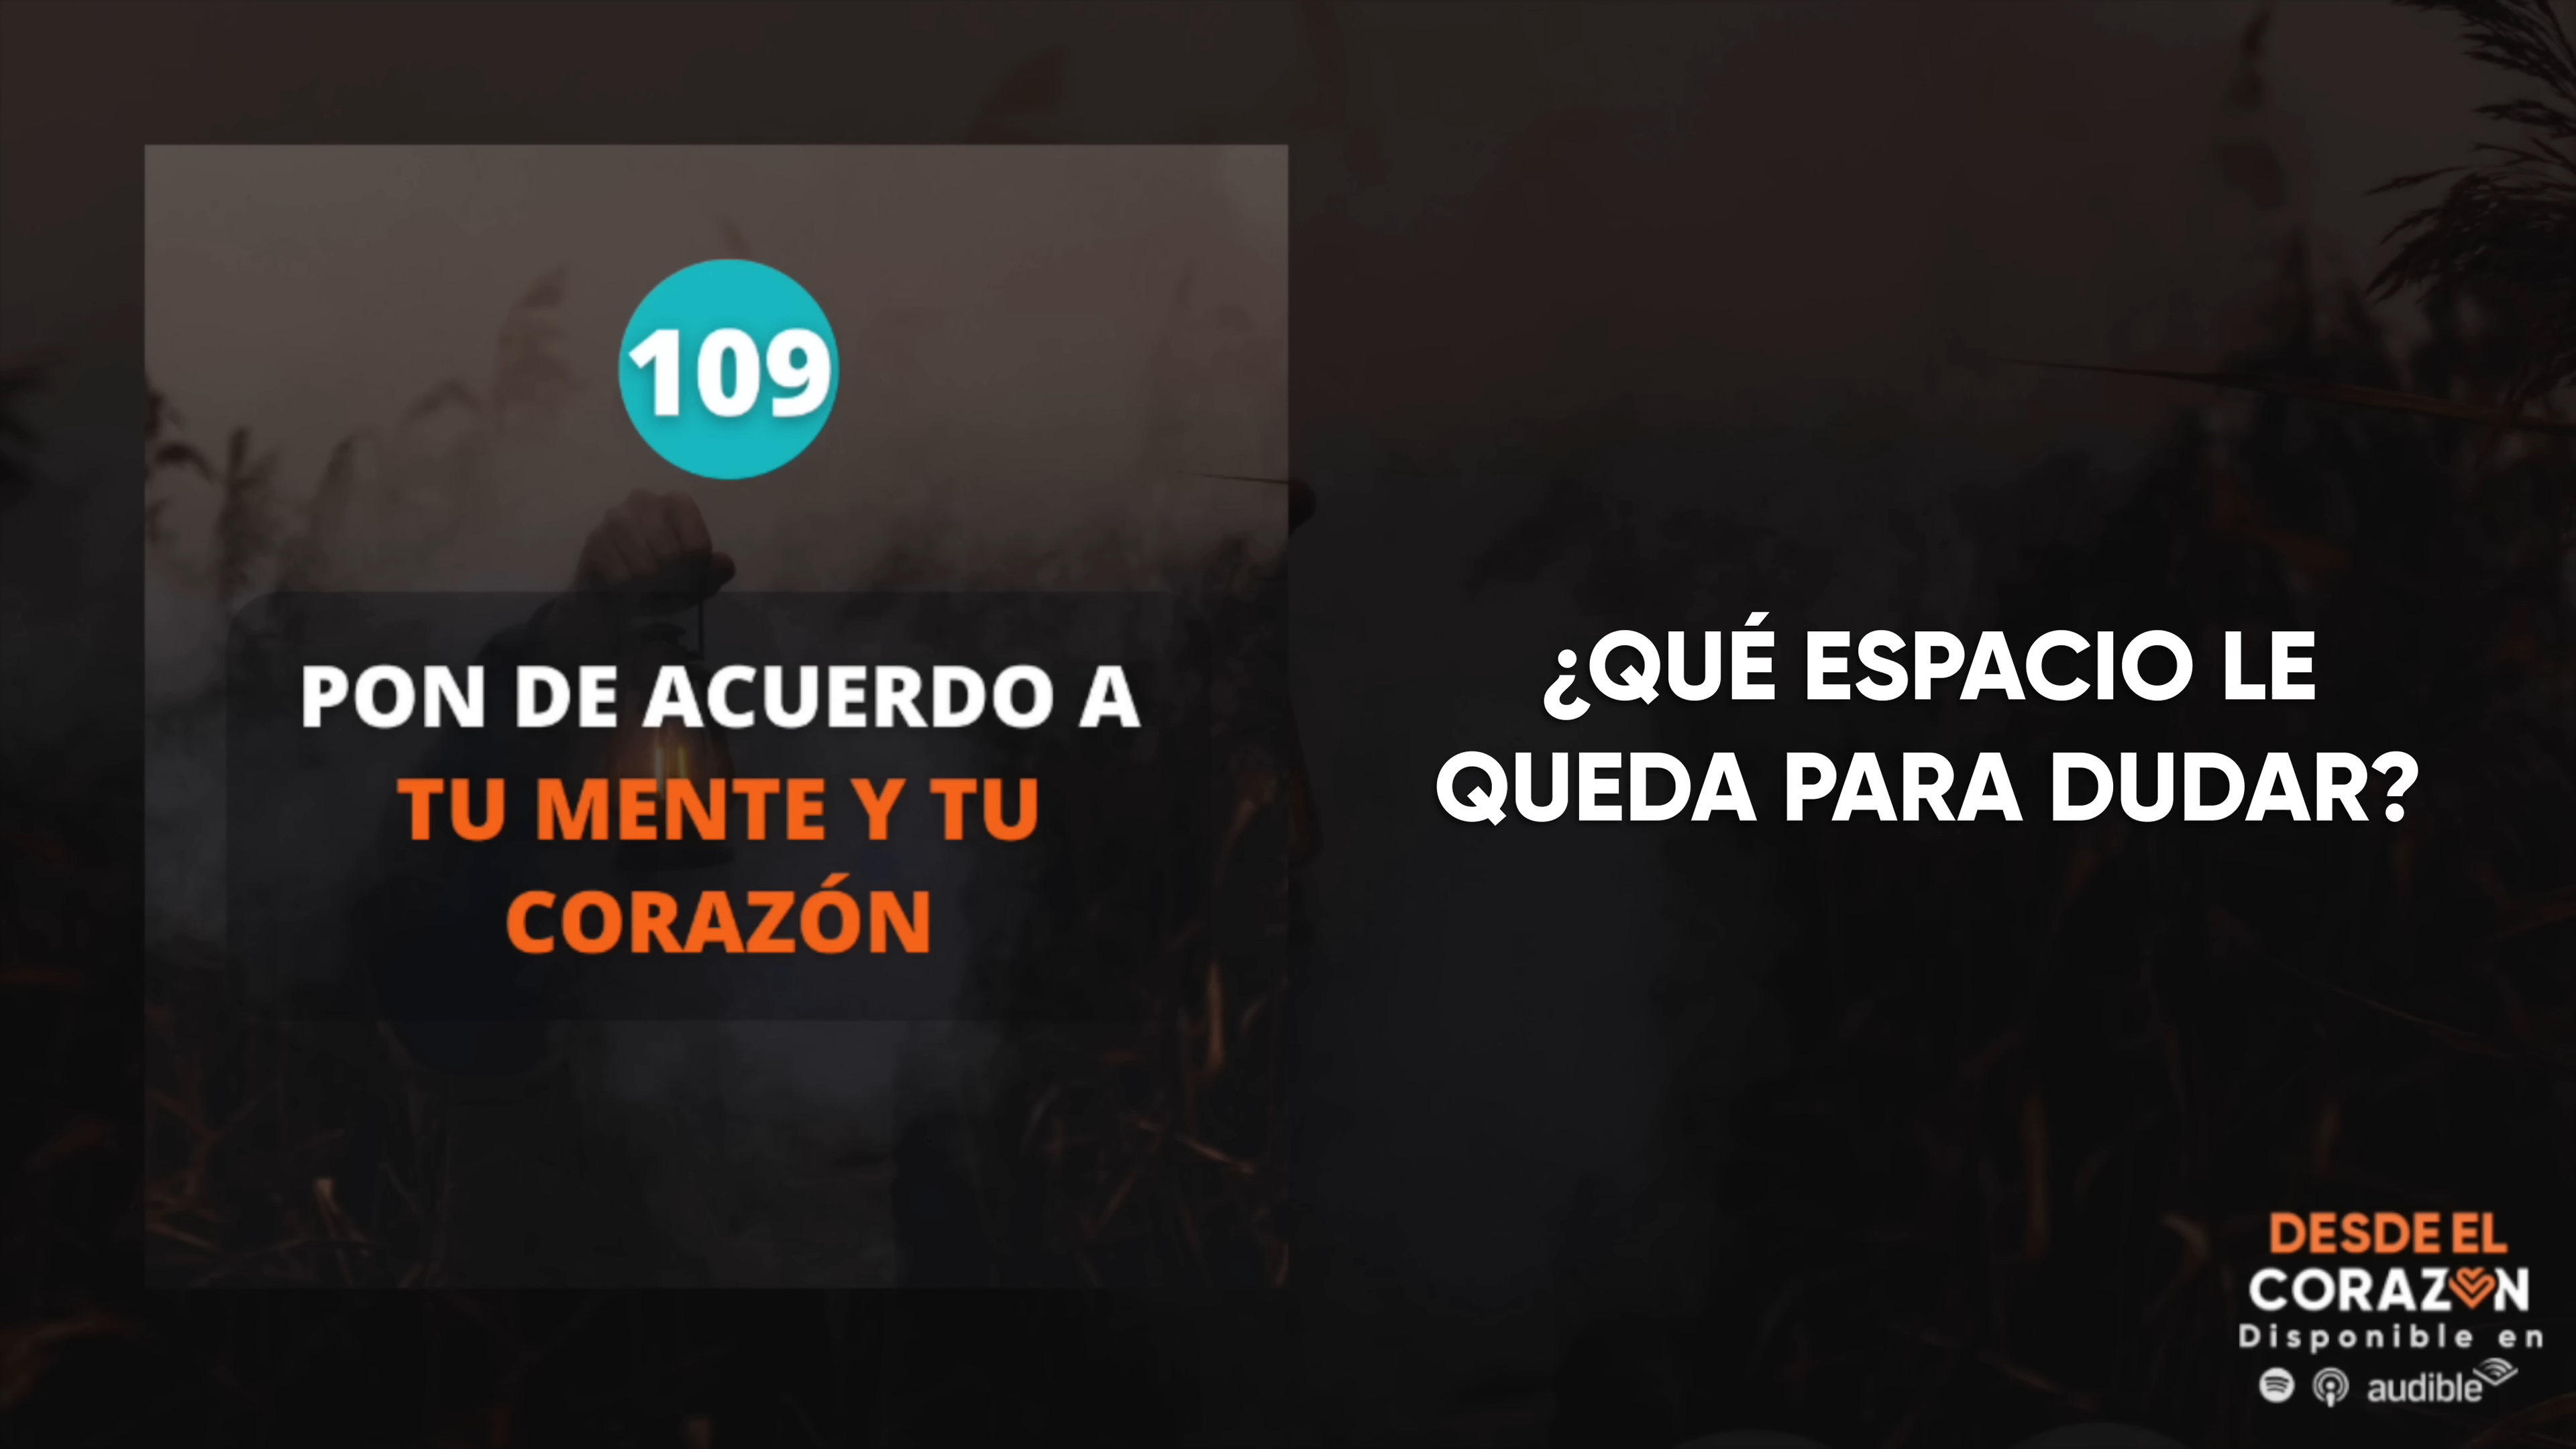 109
PON DE ACUERDO A
TU MENTE Y TU
CORAZÓN
¿QUÉ ESPACIO LE
QUEDA PARA DUDAR?
DESDE EL
CORAZÓN
Disponible en
audible